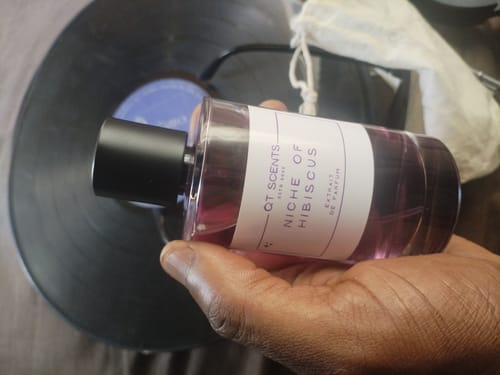 QT SCENTS
NICHE OF
HIBISCUS
EXTRAIT
DE PARFUM